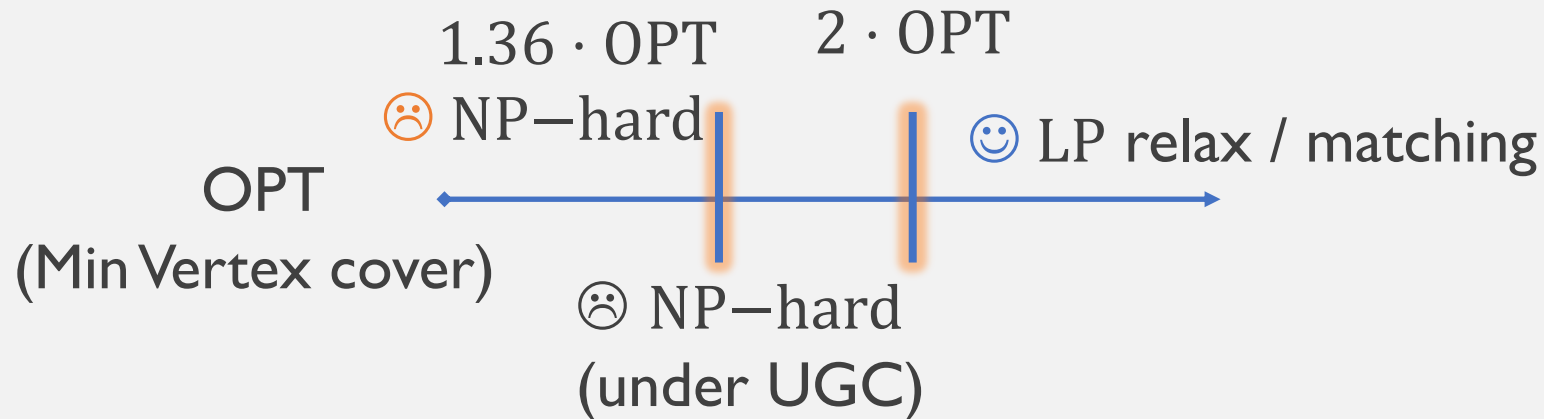 1.36 · OPT
2 · OPT
☹ NP−hard
☺ LP relax / matching
OPT
(Min Vertex cover)
☹ NP−hard
(under UGC)